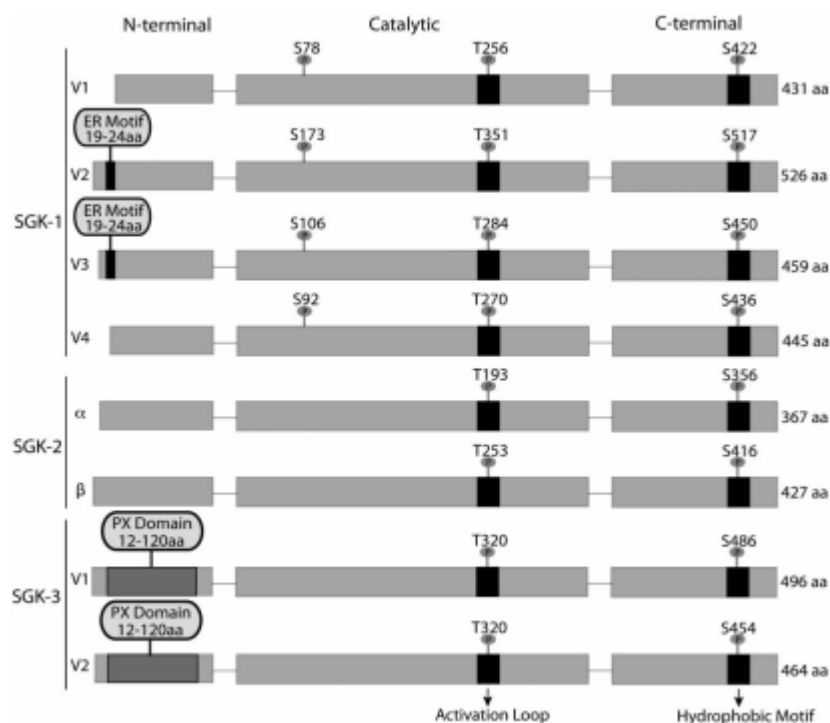 N-terminal Catalytic C-terminal
S78 T256 S422
V1 431 aa
ER Motif
19-24aa
S173 T351 S517
V2 526 aa
ER Motif
19-24aa
SGK-1
S106 T284 S450
V3 459 aa
S92 T270 S436
V4 445 aa
T193 S356
α 367 aa
SGK-2
T253 S416
β 427 aa
PX Domain
12-120aa
T320 S486
V1 496 aa
SGK-3
PX Domain
12-120aa
T320 S454
V2 464 aa
Activation Loop Hydrophobic Motif